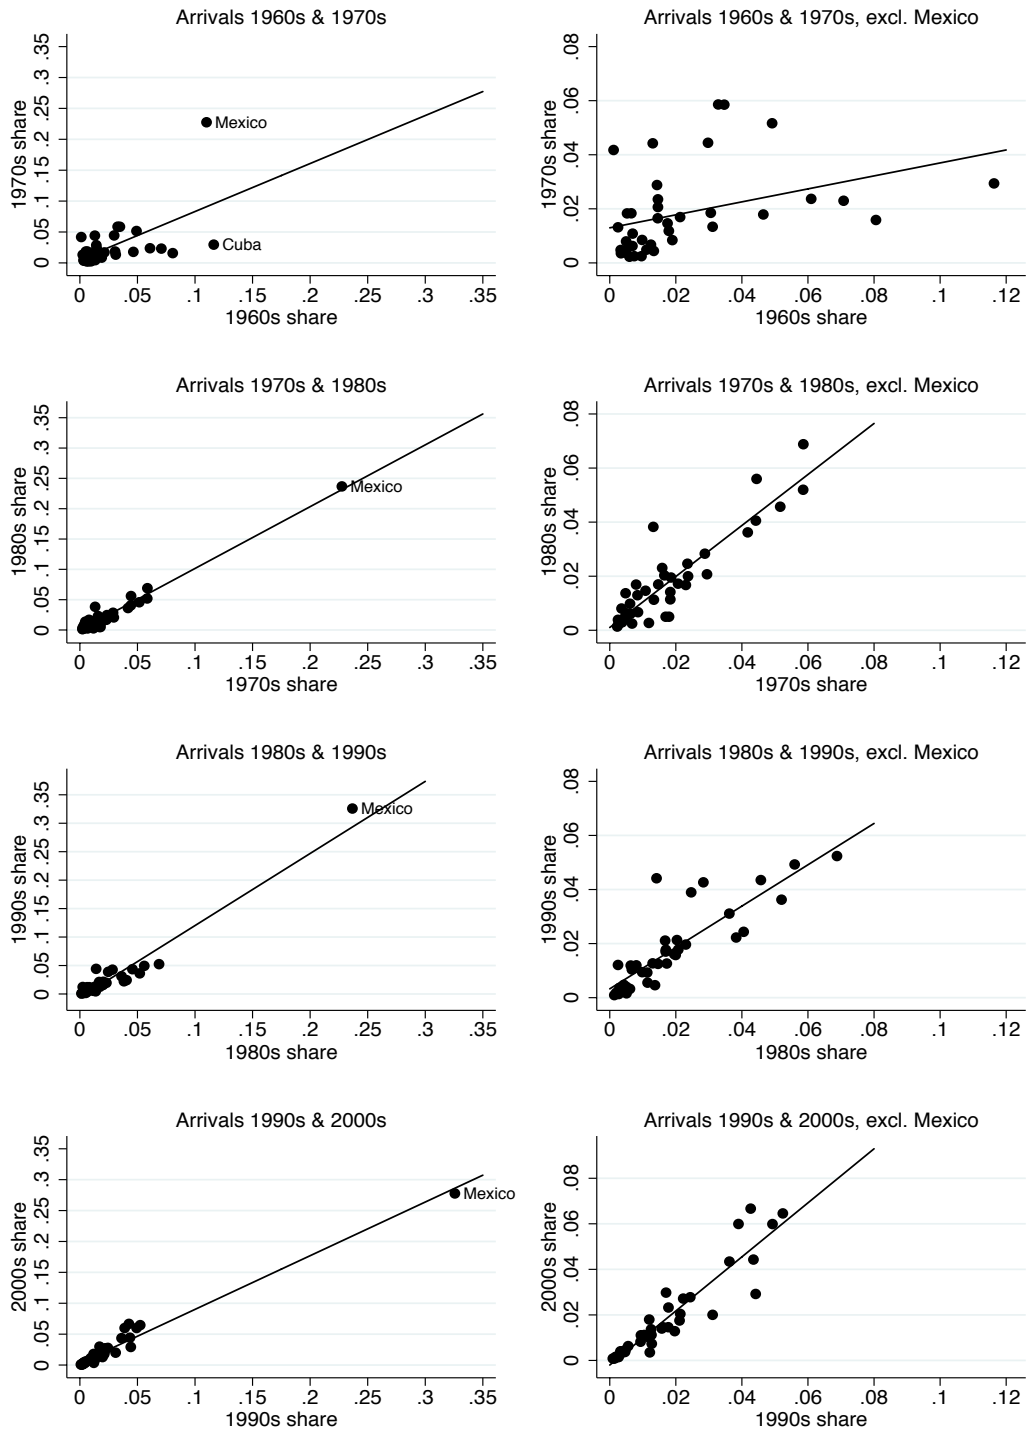 Arrivals 1960s & 1970s
1970s share
0 .05 .1 .15 .2 .25 .3 .35
Mexico
Cuba
0 .05 .1 .15 .2 .25 .3 .35
1960s share
Arrivals 1960s & 1970s, excl. Mexico
1970s share
0 .02 .04 .06 .08
0 .02 .04 .06 .08 .1 .12
1960s share
Arrivals 1970s & 1980s
1980s share
0 .05 .1 .15 .2 .25 .3 .35
Mexico
0 .05 .1 .15 .2 .25 .3 .35
1970s share
Arrivals 1970s & 1980s, excl. Mexico
1980s share
0 .02 .04 .06 .08
0 .02 .04 .06 .08 .1 .12
1970s share
Arrivals 1980s & 1990s
1990s share
0 .05 .1 .15 .2 .25 .3 .35
Mexico
0 .05 .1 .15 .2 .25 .3 .35
1980s share
Arrivals 1980s & 1990s, excl. Mexico
1990s share
0 .02 .04 .06 .08
0 .02 .04 .06 .08 .1 .12
1980s share
Arrivals 1990s & 2000s
2000s share
0 .05 .1 .15 .2 .25 .3 .35
Mexico
0 .05 .1 .15 .2 .25 .3 .35
1990s share
Arrivals 1990s & 2000s, excl. Mexico
2000s share
0 .02 .04 .06 .08
0 .02 .04 .06 .08 .1 .12
1990s share